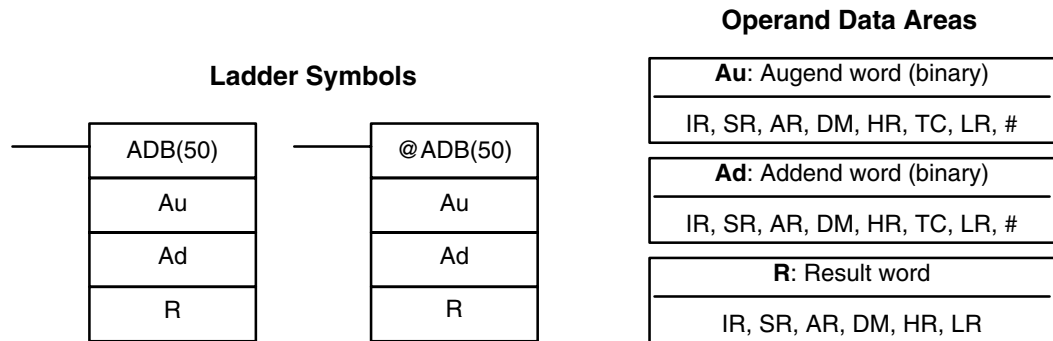 Ladder Symbols
ADB(50)
Au
Ad
R
@ADB(50)
Au
Ad
R
Operand Data Areas
Au: Augend word (binary)
IR, SR, AR, DM, HR, TC, LR, #
Ad: Addend word (binary)
IR, SR, AR, DM, HR, TC, LR, #
R: Result word
IR, SR, AR, DM, HR, LR